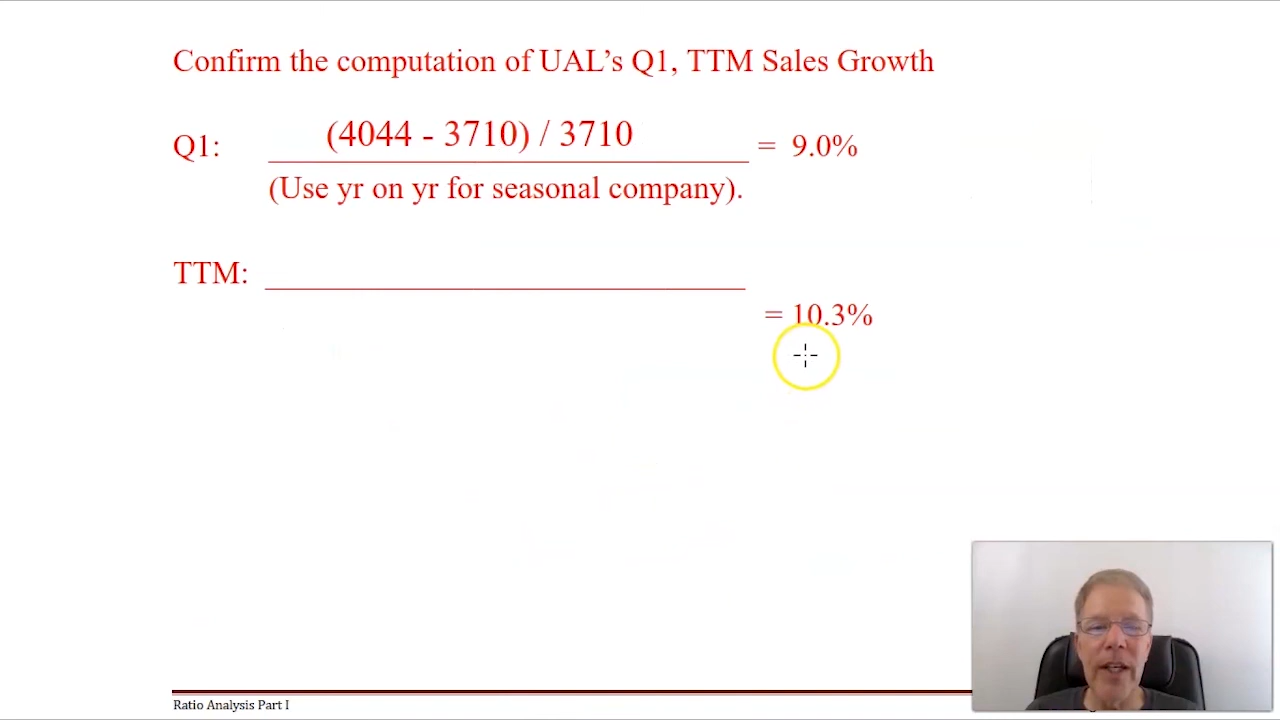 Confirm the computation of UAL’s Q1, TTM Sales Growth
Q1: (4044 - 3710) / 3710 = 9.0%
(Use yr on yr for seasonal company).
TTM: ________________________________
= 10.3%
Ratio Analysis Part I